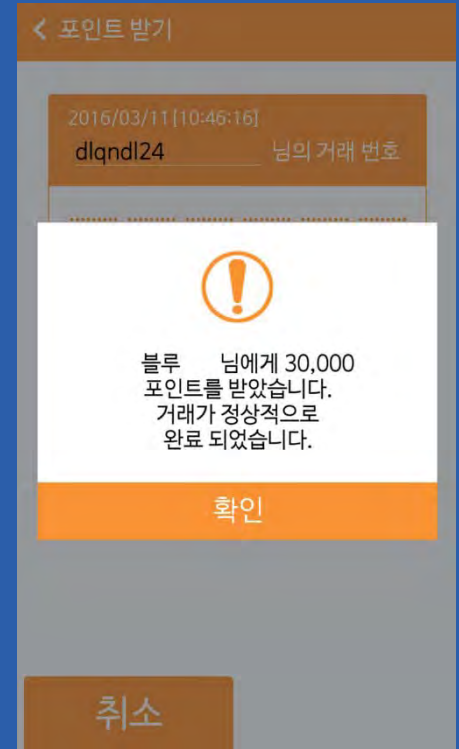 포인트 받기
2016/03/11[10:46:16]
dlqndl24 님의 거래 번호
블루 님에게 30,000
포인트를 받았습니다.
거래가 정상적으로
완료 되었습니다.
확인
취소